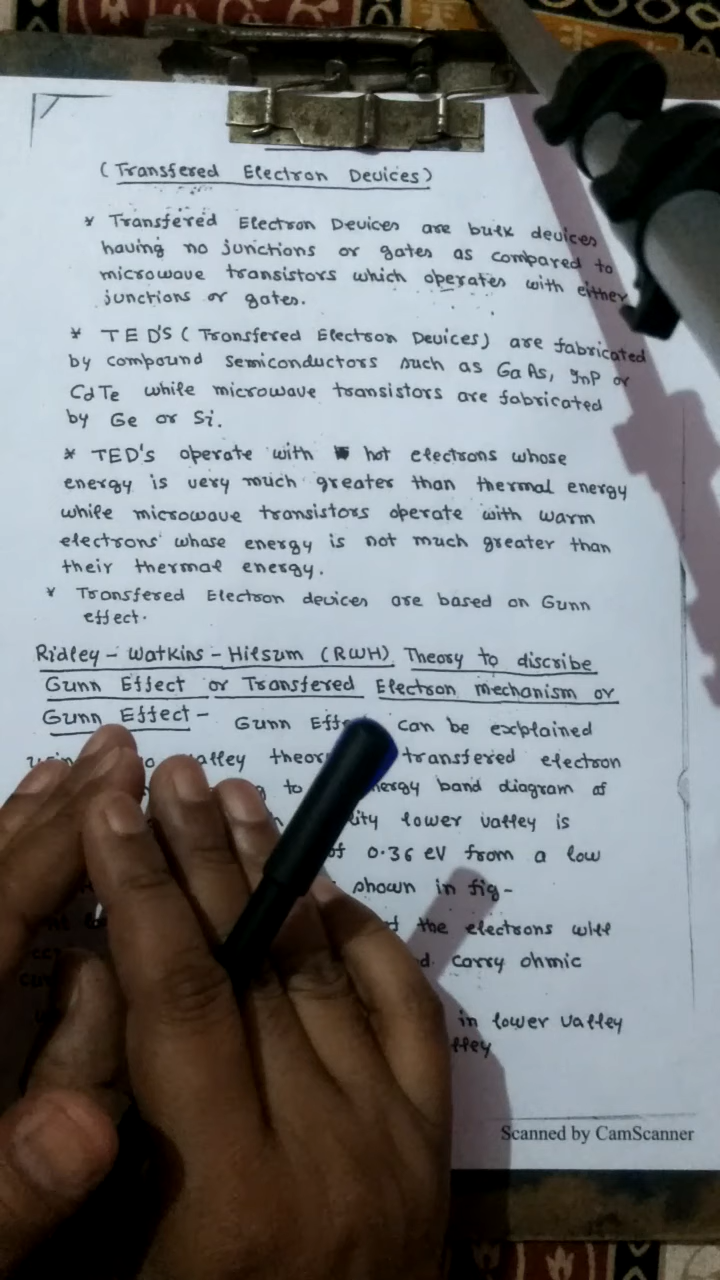 (Transfered Electron Devices)
* Transfered Electron Devices are bulk devices
having no junctions or gates as compared to
microwave transistors which operates with either
junctions or gates.
* TED'S (Transfered Electron Devices) are fabricated
by compound semiconductors such as GaAs, InP or
CdTe while microwave transistors are fabricated
by Ge or Si.
* TED's operate with hot electrons whose
energy is very much greater than thermal energy
while microwave transistors operate with warm
electrons whose energy is not much greater than
their thermal energy.
* Transfered Electron devices are based on Gunn
effect.
Ridley - Watkins - Hilsum (RWH) Theory to discribe
Gunn Effect or Transfered Electron mechanism or
Gunn Effect - Gunn can be explained
transfered electron
to band diagram of
lower valley is
of 0.36 eV from a low
shown in fig-
the electrons will
carry ohmic
in lower valley
Scanned by CamScanner